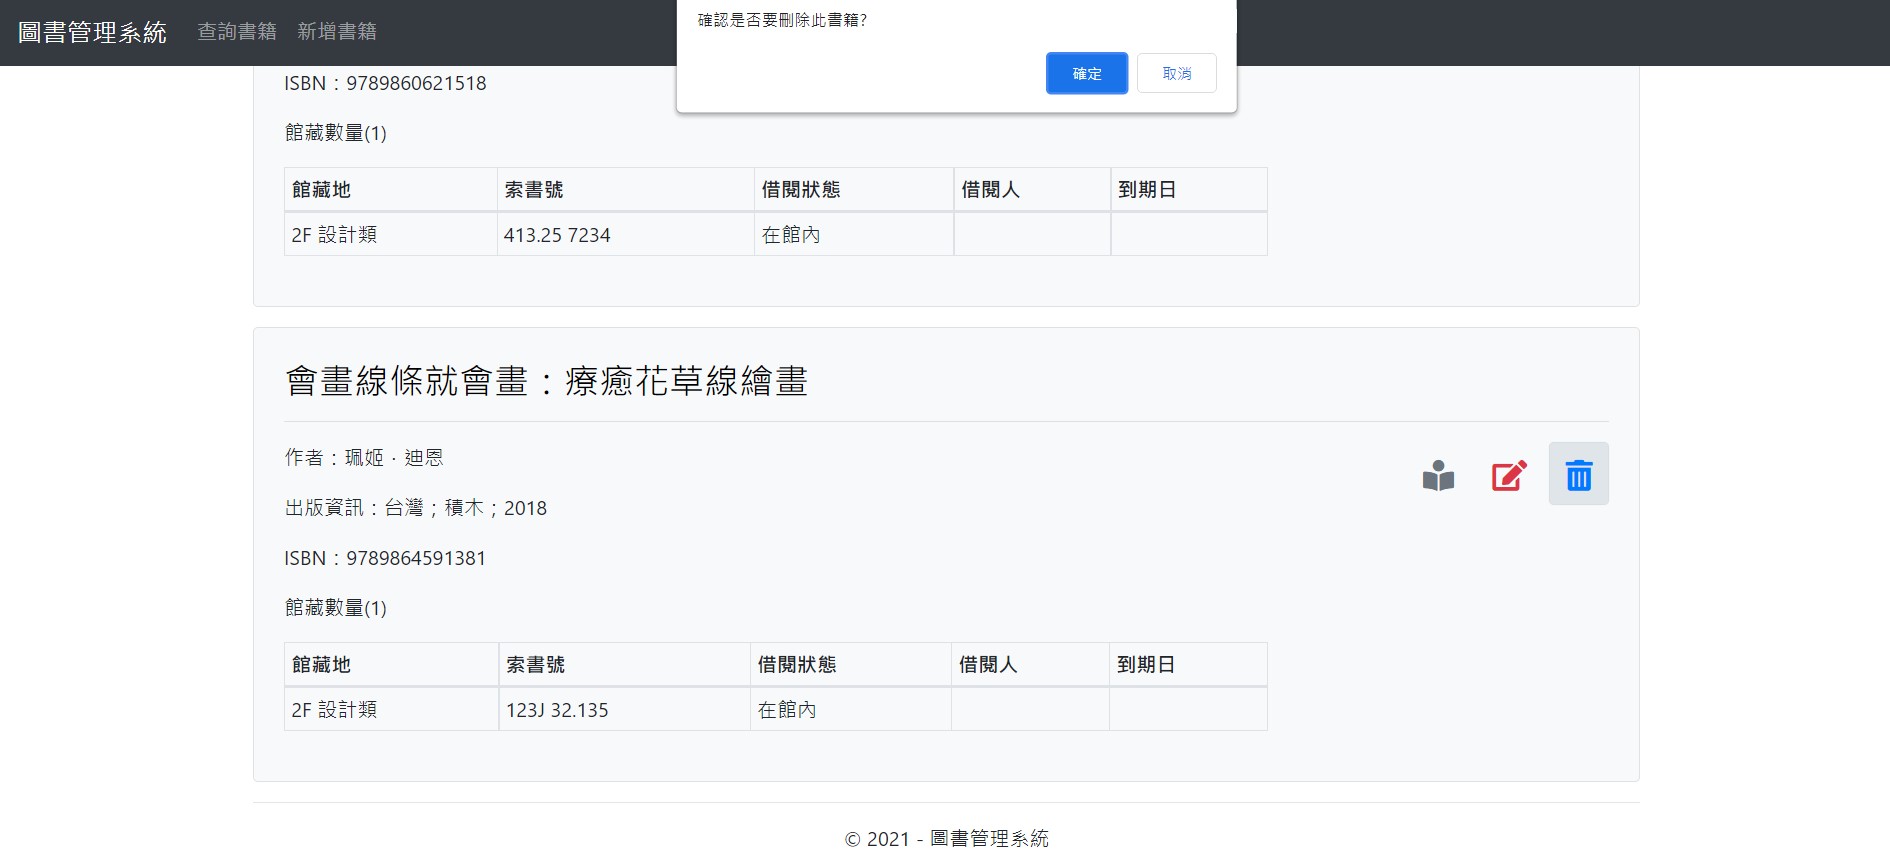 圖書管理系統 查詢書籍 新增書籍
確認是否要刪除此書籍?
確定 取消
ISBN：9789860621518
館藏數量(1)
館藏地 索書號 借閱狀態 借閱人 到期日
2F 設計類 413.25 7234 在館內
會畫線條就會畫：療癒花草線繪畫
作者：珮姬．迪恩
出版資訊：台灣；積木；2018
ISBN：9789864591381
館藏數量(1)
館藏地 索書號 借閱狀態 借閱人 到期日
2F 設計類 123J 32.135 在館內
© 2021 - 圖書管理系統